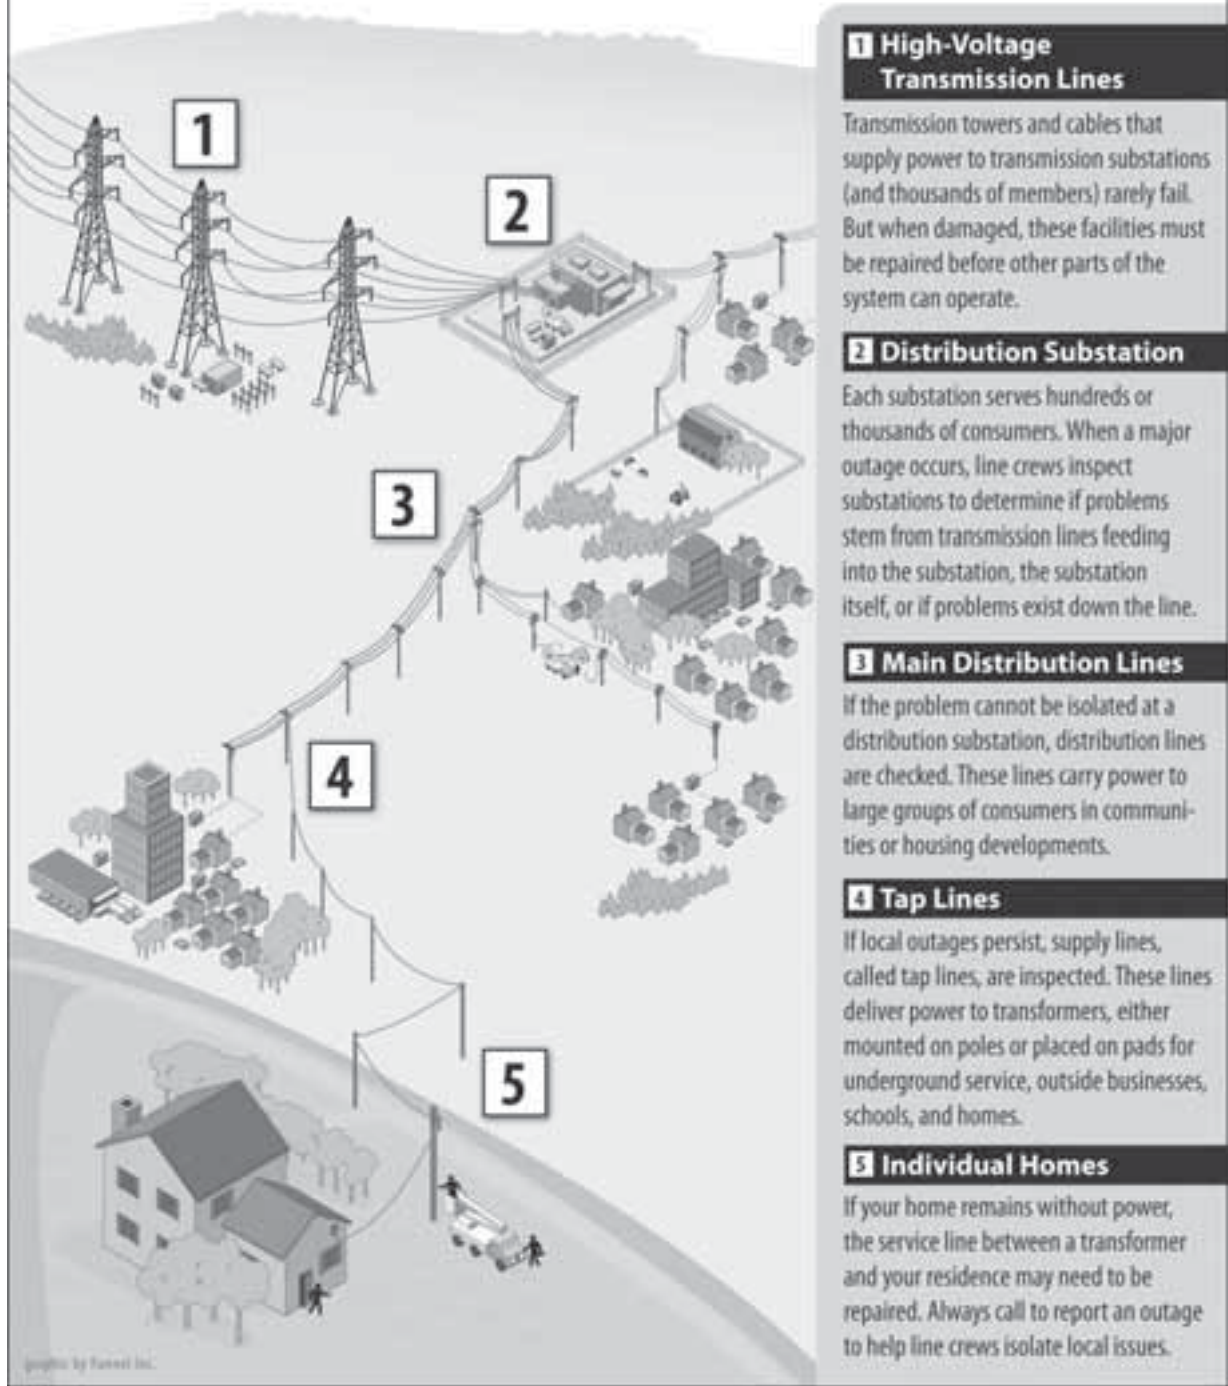 1
2
3
4
5
1 High-Voltage
Transmission Lines
Transmission towers and cables that
supply power to transmission substations
(and thousands of members) rarely fail.
But when damaged, these facilities must
be repaired before other parts of the
system can operate.
2 Distribution Substation
Each substation serves hundreds or
thousands of consumers. When a major
outage occurs, line crews inspect
substations to determine if problems
stem from transmission lines feeding
into the substation, the substation
itself, or if problems exist down the line.
3 Main Distribution Lines
If the problem cannot be isolated at a
distribution substation, distribution lines
are checked. These lines carry power to
large groups of consumers in communi-
ties or housing developments.
4 Tap Lines
If local outages persist, supply lines,
called tap lines, are inspected. These lines
deliver power to transformers, either
mounted on poles or placed on pads for
underground service, outside businesses,
schools, and homes.
5 Individual Homes
If your home remains without power,
the service line between a transformer
and your residence may need to be
repaired. Always call to report an outage
to help line crews isolate local issues.
graphic by Funnel Inc.